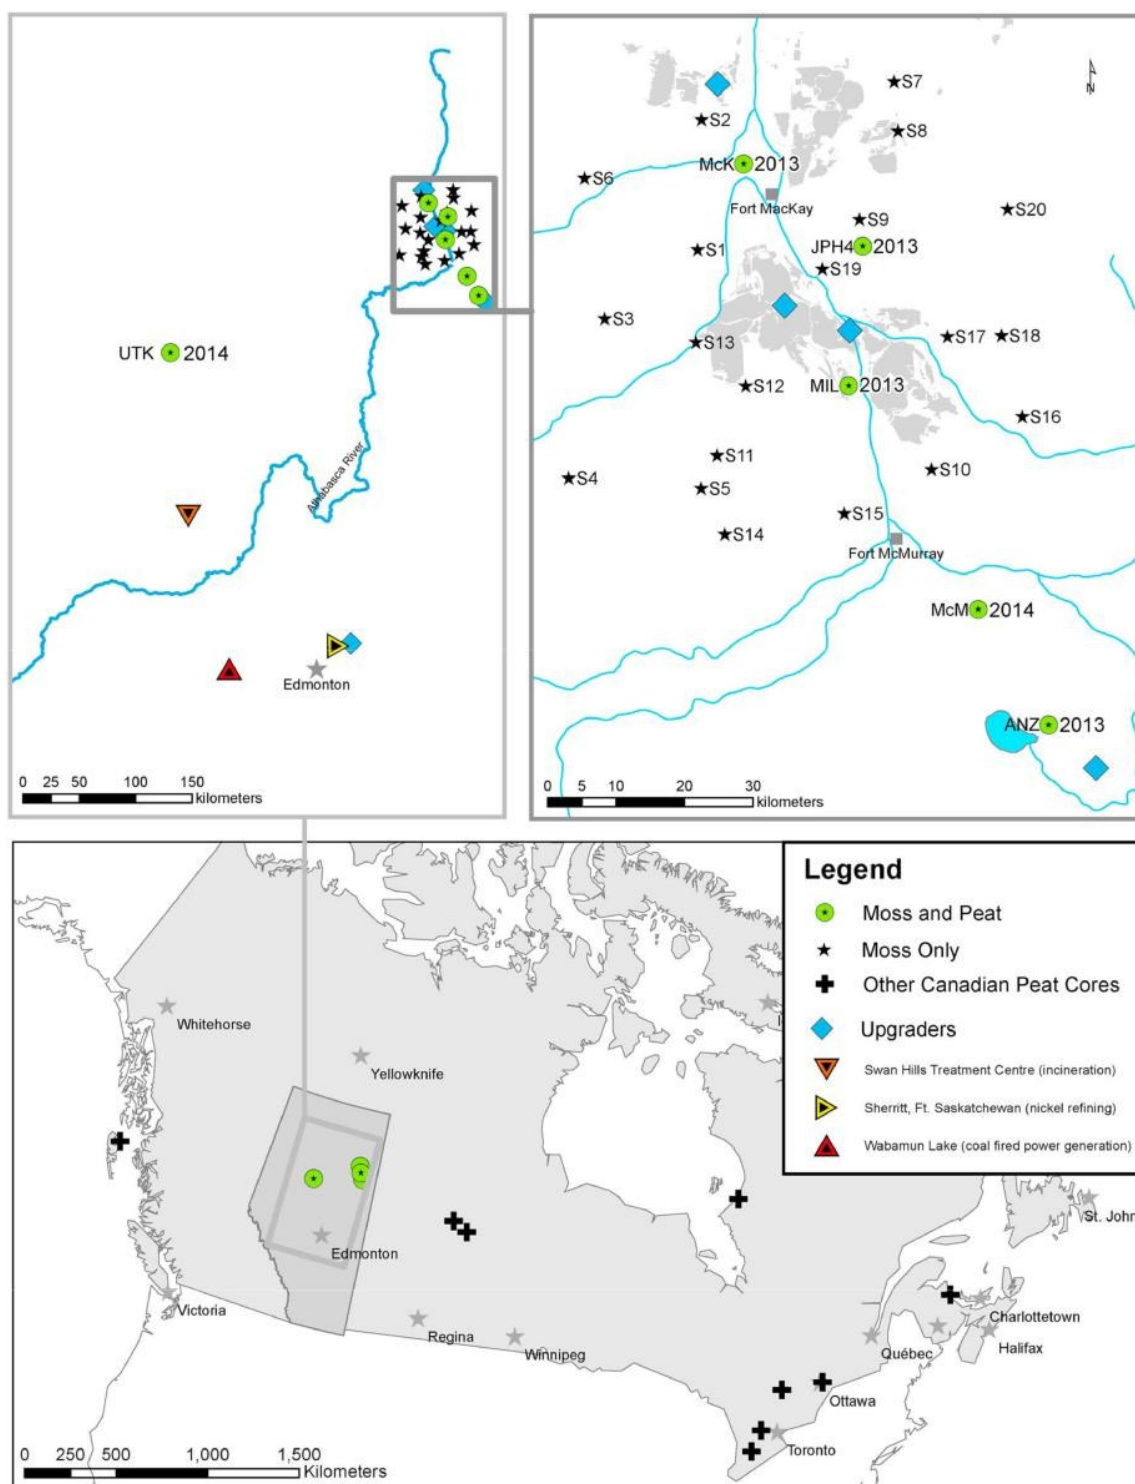 UTK 2014
Athabasca River
Edmonton
0 25 50 100 150
kilometers
N
S7
S2
S8
McK 2013
S6
Fort MacKay
S20
S9
S1
JPH4 2013
S19
S3
S13
S17
S18
S12
MIL 2013
S16
S11
S10
S4
S5
S15
S14
Fort McMurray
McM 2014
ANZ 2013
0 5 10 20 30
kilometers
Legend
Moss and Peat
Moss Only
Other Canadian Peat Cores
Upgraders
Swan Hills Treatment Centre (incineration)
Sherritt, Ft. Saskatchewan (nickel refining)
Wabamun Lake (coal fired power generation)
Whitehorse
Yellowknife
Edmonton
St. John
Victoria
Regina
Winnipeg
Charlottetown
Québec
Halifax
Ottawa
Toronto
0 250 500 1,000 1,500
Kilometers